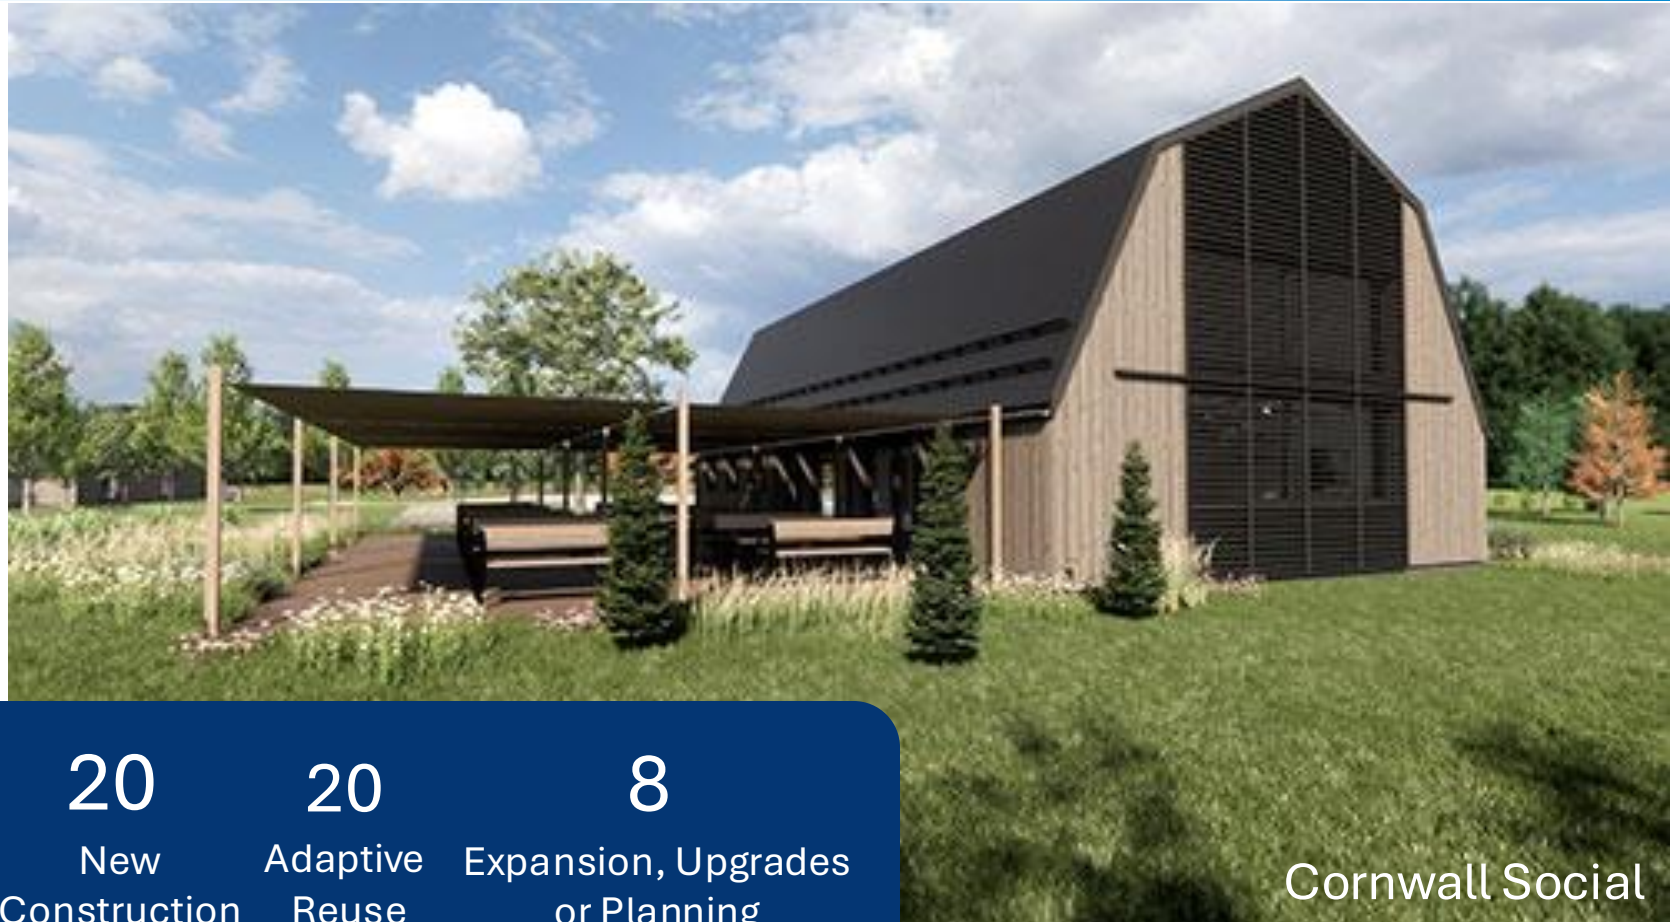 20
New
Construction
20
Adaptive
Reuse
8
Expansion, Upgrades
or Planning
Cornwall Social